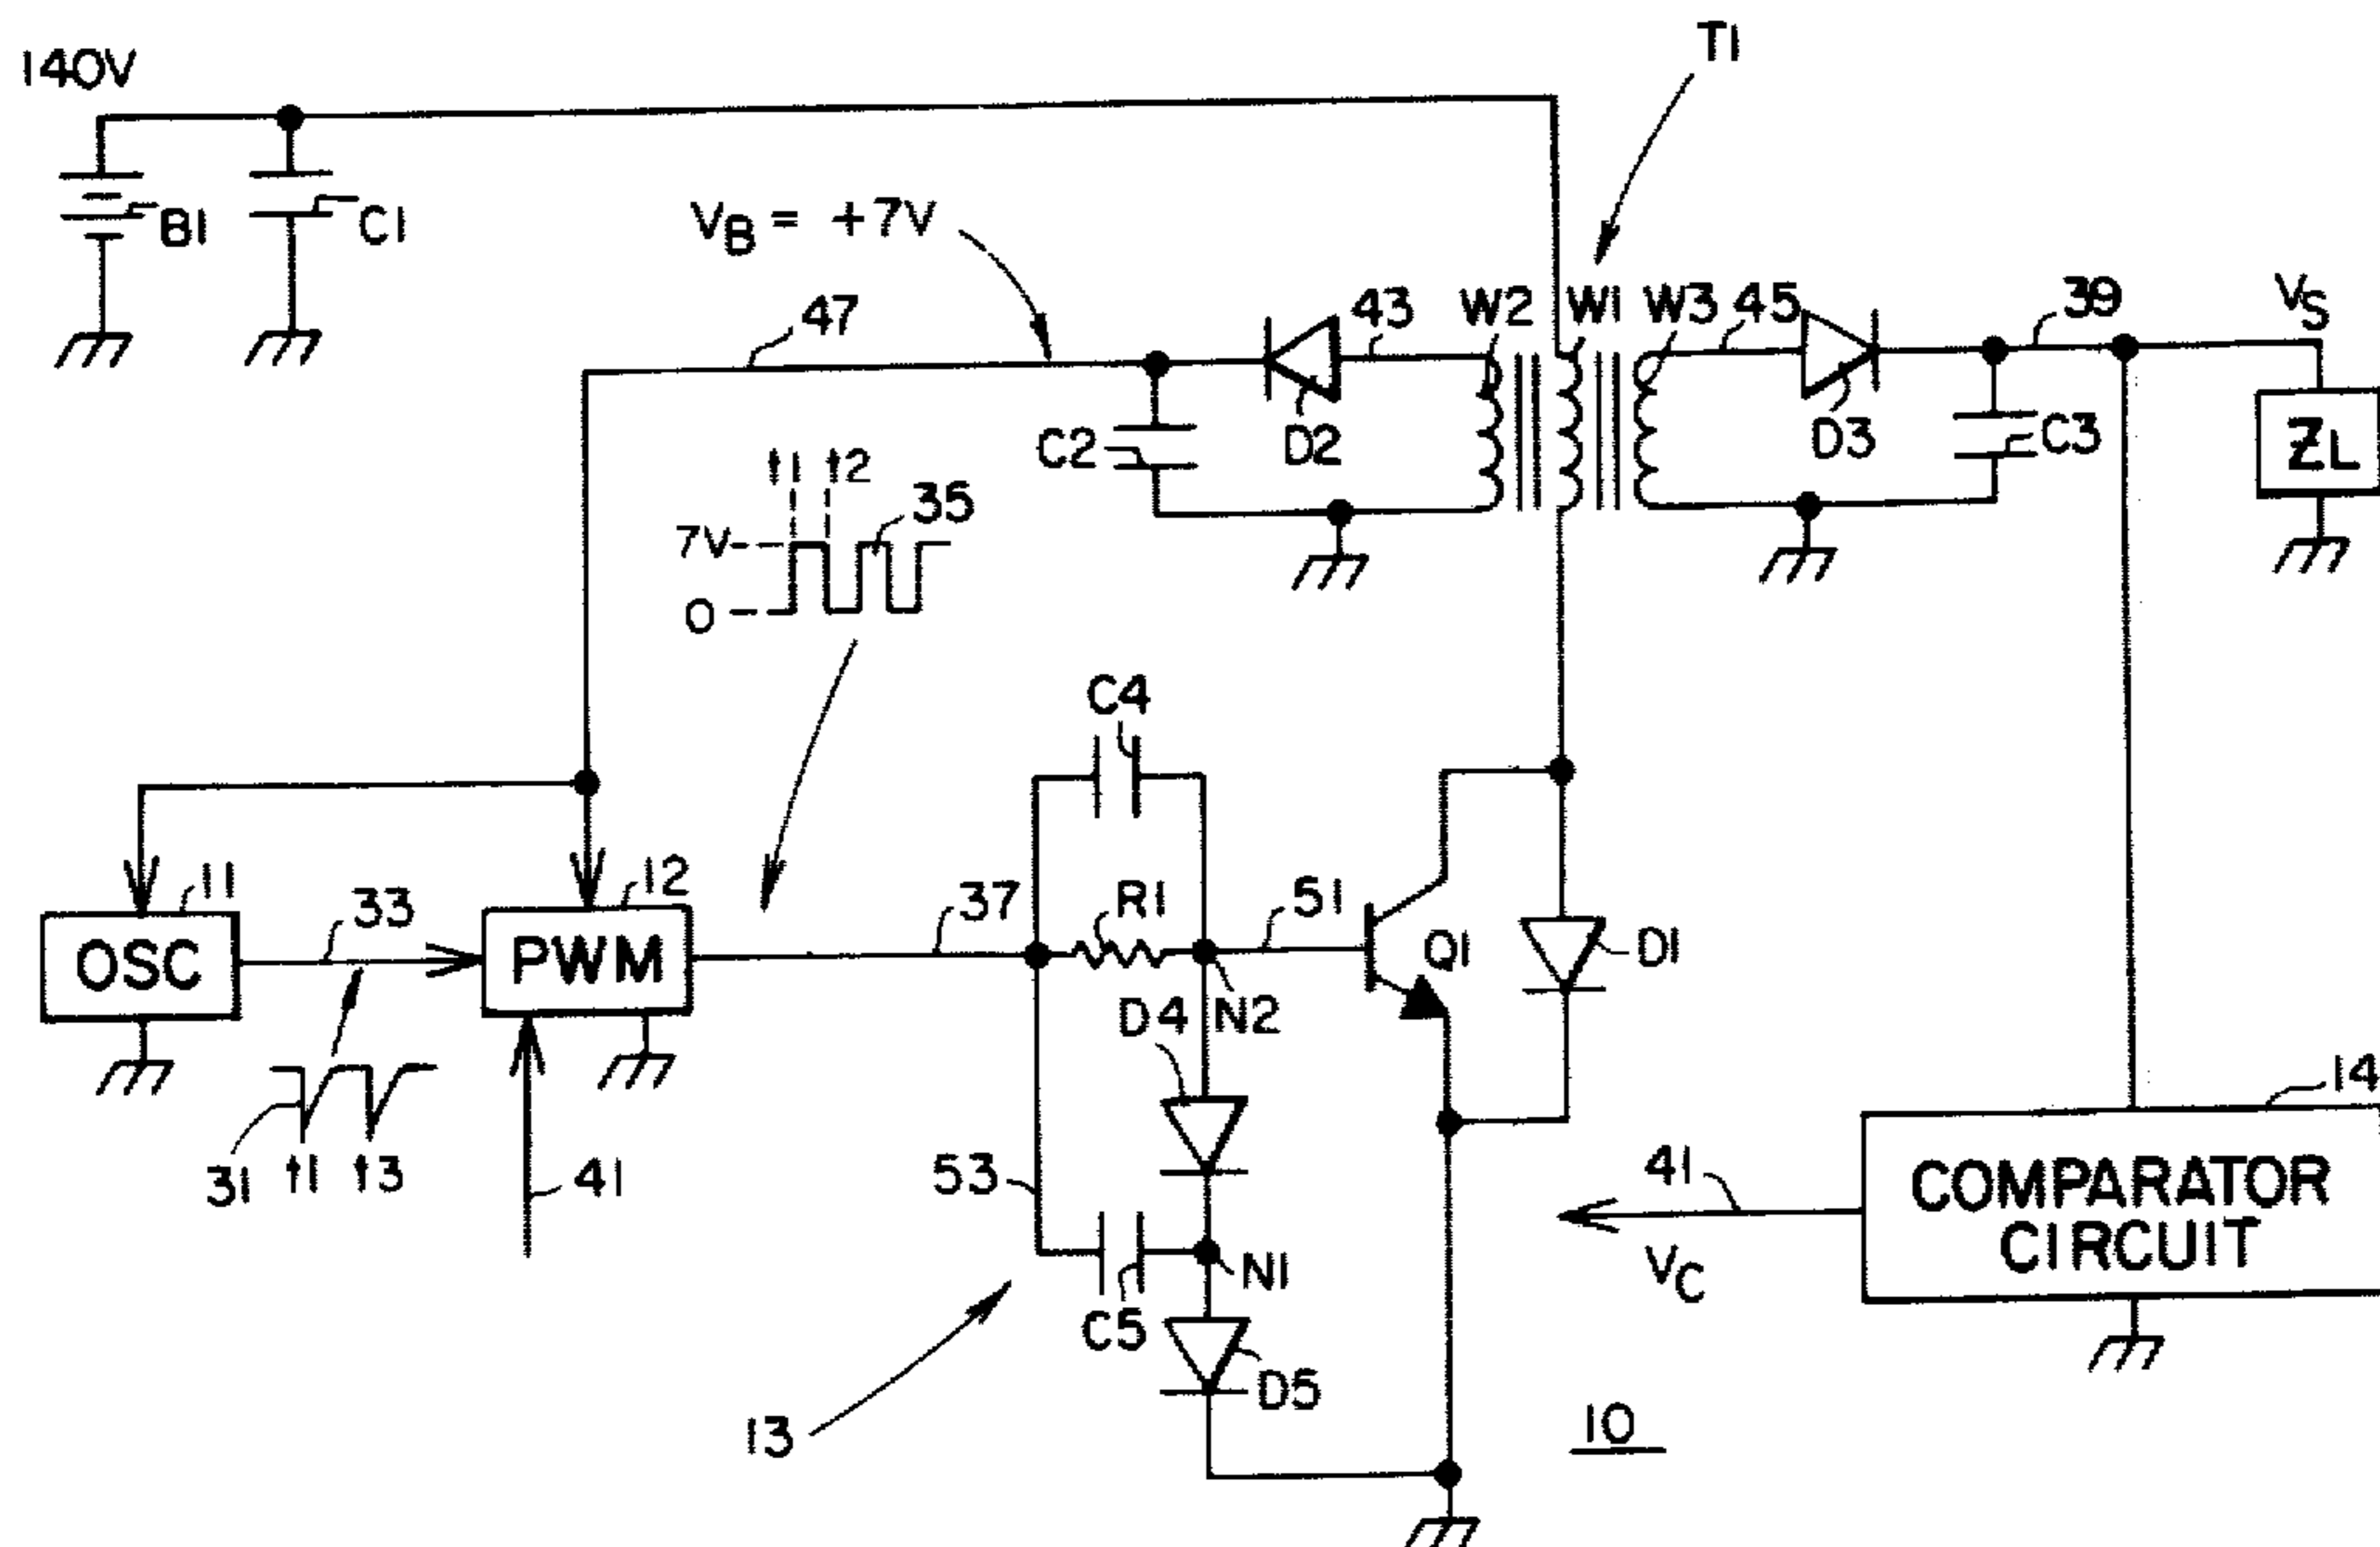 T1
140V
B1
C1
VB = +7V
47
43
W2
W1
W3
45
39
VS
C2
D2
D3
C3
ZL
t1 t2
35
7V
0
C4
11
33
12
37
R1
51
OSC
PWM
Q1
D1
D4
N2
31
t1 t3
41
53
41
14
COMPARATOR
CIRCUIT
VC
N1
C5
D5
13
10